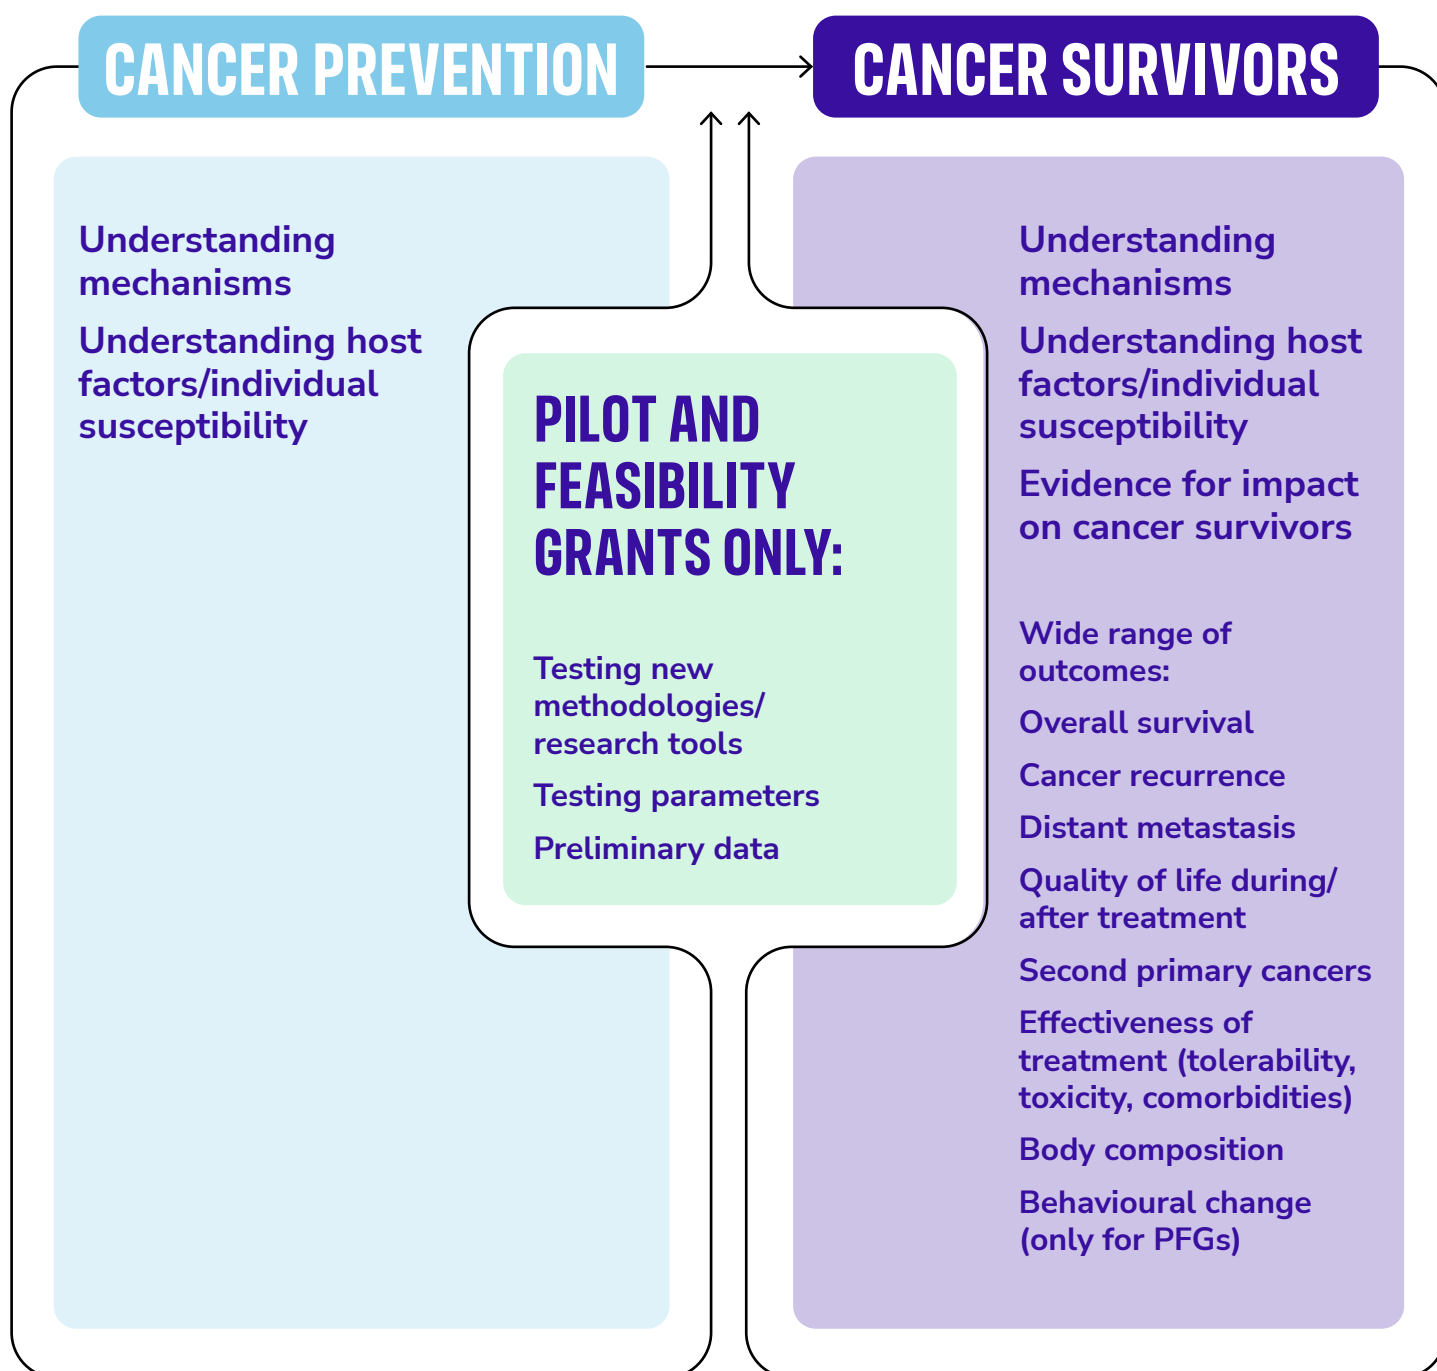 CANCER PREVENTION
CANCER SURVIVORS
Understanding
mechanisms
Understanding host
factors/individual
susceptibility
PILOT AND
FEASIBILITY
GRANTS ONLY:
Testing new
methodologies/
research tools
Testing parameters
Preliminary data
Understanding
mechanisms
Understanding host
factors/individual
susceptibility
Evidence for impact
on cancer survivors
Wide range of
outcomes:
Overall survival
Cancer recurrence
Distant metastasis
Quality of life during/
after treatment
Second primary cancers
Effectiveness of
treatment (tolerability,
toxicity, comorbidities)
Body composition
Behavioural change
(only for PFGs)